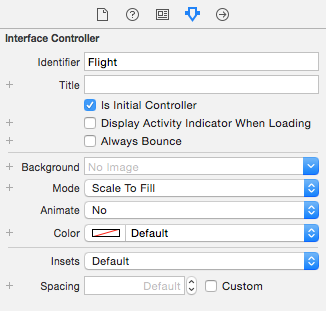 Interface Controller
Identifier Flight
+ Title
Is Initial Controller
+ Display Activity Indicator When Loading
+ Always Bounce
+ Background No Image
+ Mode Scale To Fill
Animate No
+ Color Default
Insets Default
+ Spacing Default Custom